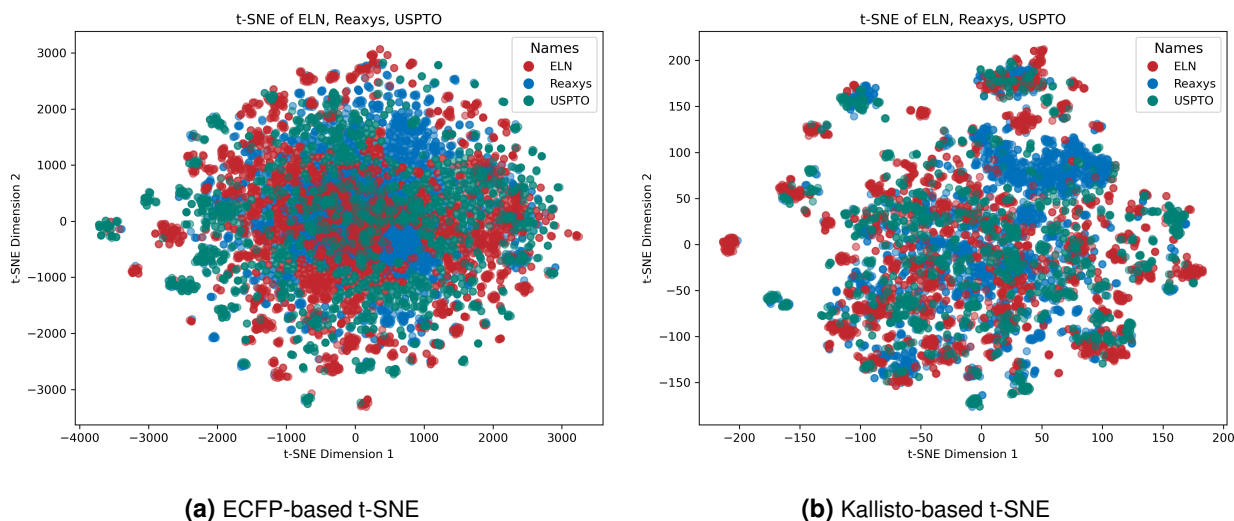 t-SNE of ELN, Reaxys, USPTO
3000
2000
1000
0
−1000
−2000
−3000
t-SNE Dimension 2
Names
ELN
Reaxys
USPTO
−4000 −3000 −2000 −1000 0 1000 2000 3000
t-SNE Dimension 1
(a) ECFP-based t-SNE
t-SNE of ELN, Reaxys, USPTO
200
150
100
50
0
−50
−100
−150
t-SNE Dimension 2
Names
ELN
Reaxys
USPTO
−200 −150 −100 −50 0 50 100 150 200
t-SNE Dimension 1
(b) Kallisto-based t-SNE